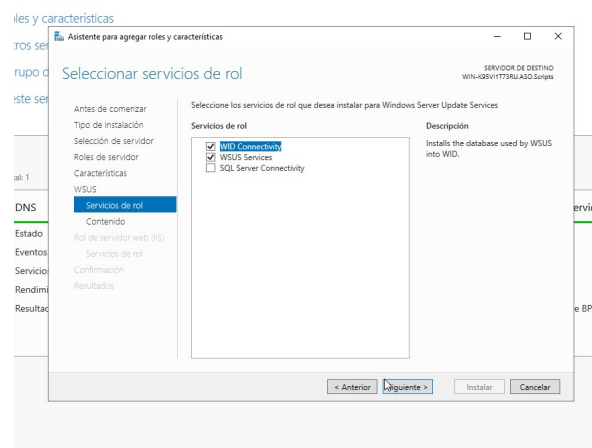 oles y características
Asistente para agregar roles y características
tros ser
rupo d
este ser
Seleccionar servicios de rol
SERVIDOR DE DESTINO
WIN-K95VI1T73RU.ASO.Scripts
Antes de comenzar
Tipo de instalación
Selección de servidor
Roles de servidor
Características
WSUS
Servicios de rol
Contenido
Rol de servidor web (IIS)
Servicios de rol
Confirmación
Resultados
Seleccione los servicios de rol que desea instalar para Windows Server Update Services
Servicios de rol
WID Connectivity
WSUS Services
SQL Server Connectivity
Descripción
Installs the database used by WSUS
into WID.
tal: 1
DNS
Estado
Eventos
Servicio
Rendimi
Resultad
ervi
e BP
< Anterior
Siguiente >
Instalar
Cancelar